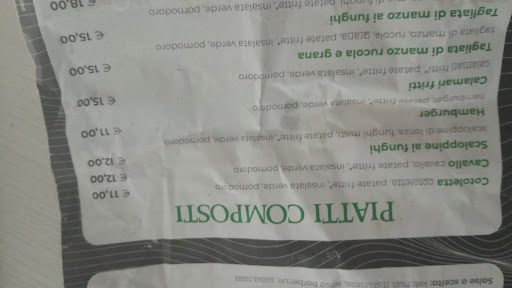 Salse a scelta: salsa barbecue,
PIATTI COMPOSTI
Cotoletta cotoletta, patate fritte*, insalata verde, pomodoro € 11,00
Cavallo cavallo, patate fritte*, insalata verde, pomodoro € 12,00
Scaloppine ai funghi € 12,00
scaloppine di lonza, funghi misti, patate fritte*, insalata verde, pomodoro
Hamburger € 11,00
hamburger, patate fritte*, insalata verde, pomodoro
Calamari fritti € 15,00
calamari fritti*, patate fritte*, insalata verde, pomodoro
Tagliata di manzo rucola e grana € 15,00
tagliata di manzo, rucola, grana, patate fritte*, insalata verde, pomodoro
Tagliata di manzo ai funghi € 15,00
funghi, patate fritte*, insalata verde, pomodoro
€ 18,00